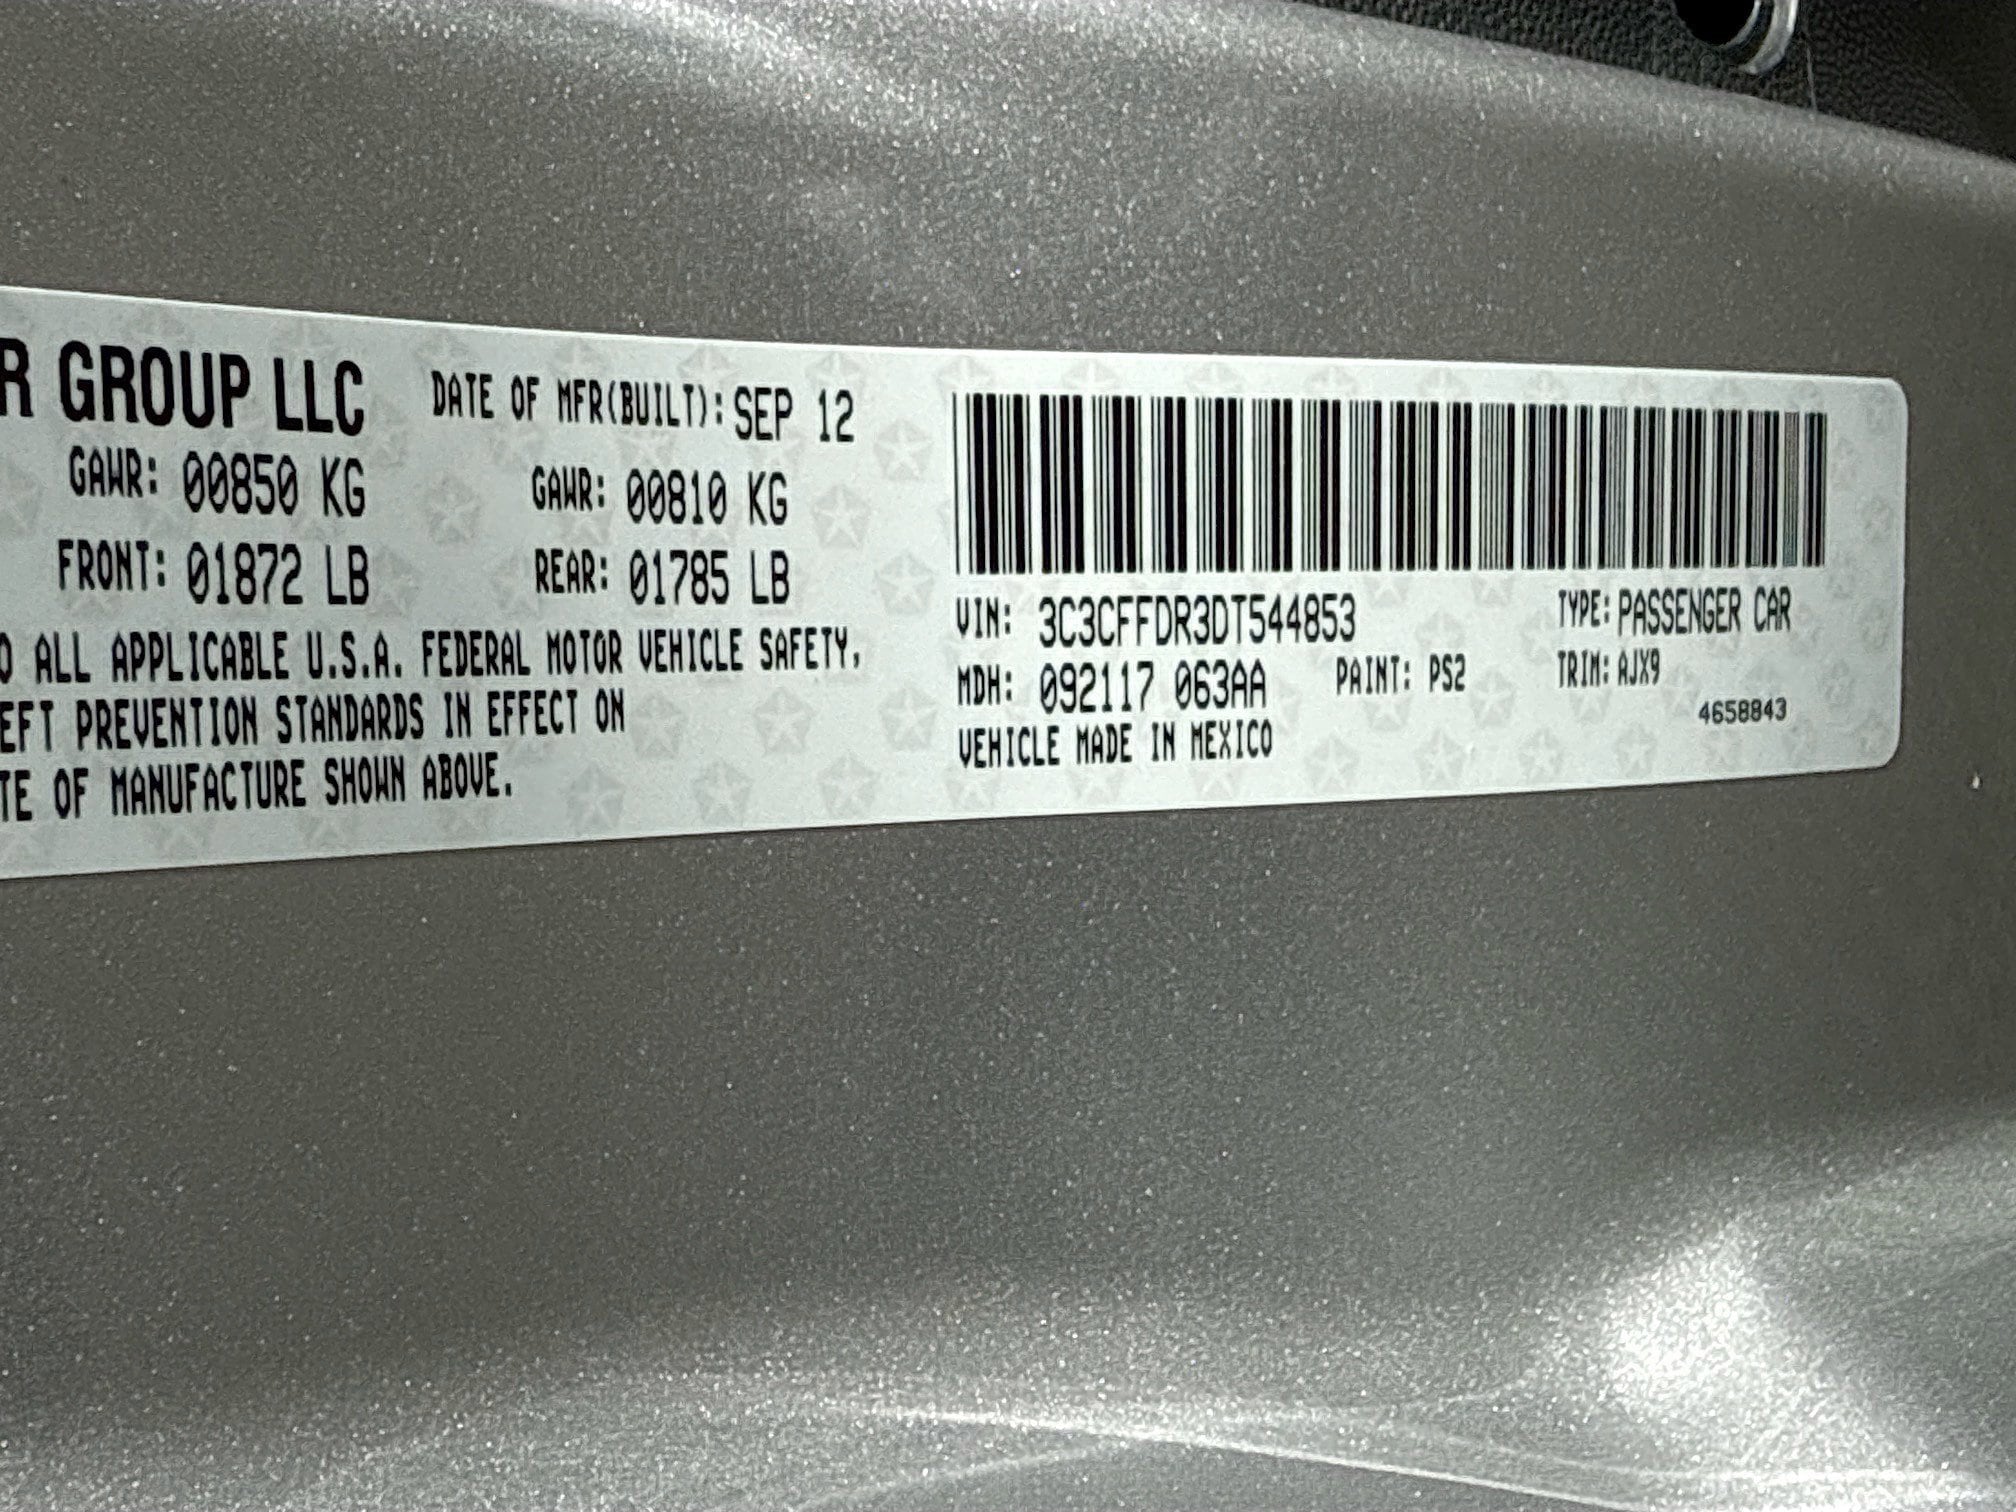 R GROUP LLC DATE OF MFR(BUILT): SEP 12
GAWR: 00850 KG GAWR: 00810 KG
FRONT: 01872 LB REAR: 01785 LB
O ALL APPLICABLE U.S.A. FEDERAL MOTOR VEHICLE SAFETY,
EFT PREVENTION STANDARDS IN EFFECT ON
TE OF MANUFACTURE SHOWN ABOVE.
VIN: 3C3CFFDR3DT544853 TYPE: PASSENGER CAR
MDH: 092117 063AA PAINT: PS2 TRIM: AJX9
VEHICLE MADE IN MEXICO 4658843